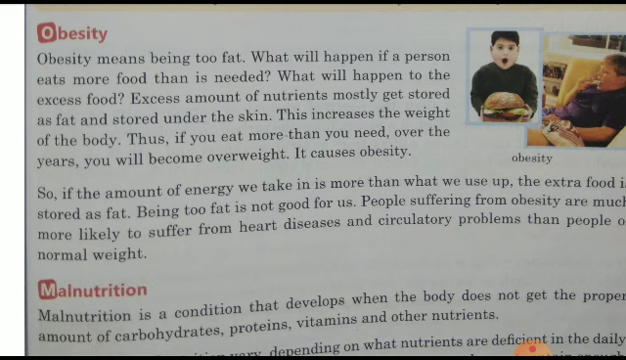 Obesity
Obesity means being too fat. What will happen if a person
eats more food than is needed? What will happen to the
excess food? Excess amount of nutrients mostly get stored
as fat and stored under the skin. This increases the weight
of the body. Thus, if you eat more than you need, over the
years, you will become overweight. It causes obesity.
obesity
So, if the amount of energy we take in is more than what we use up, the extra food
stored as fat. Being too fat is not good for us. People suffering from obesity are much
more likely to suffer from heart diseases and circulatory problems than people
normal weight.
Malnutrition
Malnutrition is a condition that develops when the body does not get the proper
amount of carbohydrates, proteins, vitamins and other nutrients.
vary, depending on what nutrients are deficient in the daily